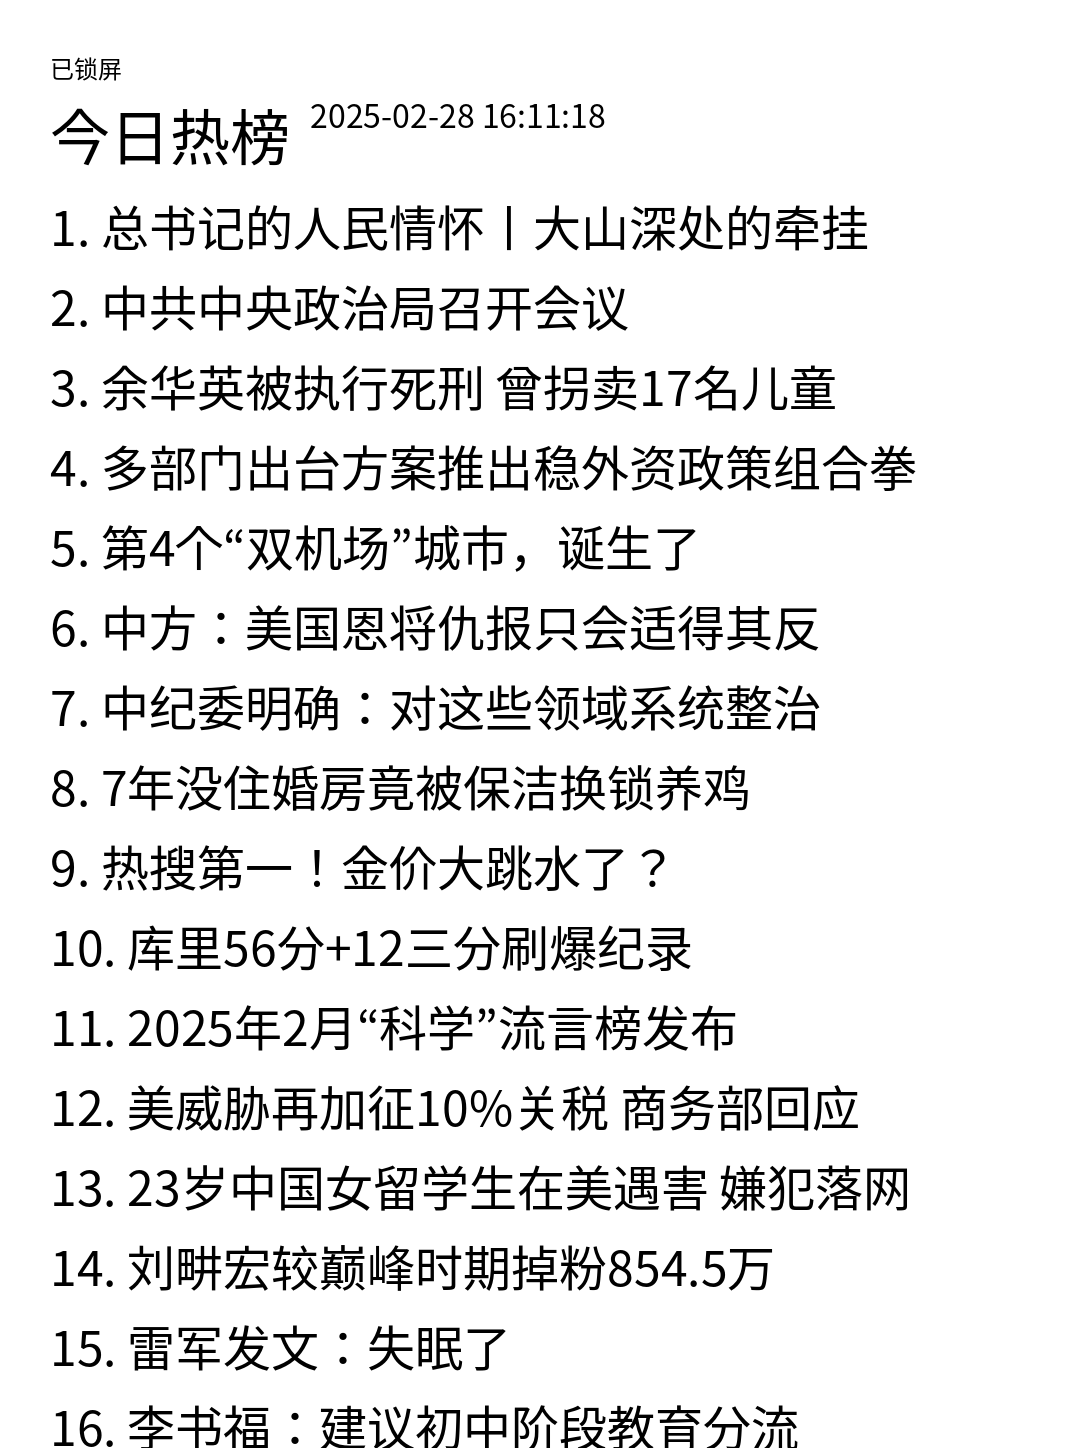 已锁屏
今日热榜 2025-02-28 16:11:18
1. 总书记的人民情怀丨大山深处的牵挂
2. 中共中央政治局召开会议
3. 余华英被执行死刑 曾拐卖17名儿童
4. 多部门出台方案推出稳外资政策组合拳
5. 第4个“双机场”城市，诞生了
6. 中方：美国恩将仇报只会适得其反
7. 中纪委明确：对这些领域系统整治
8. 7年没住婚房竟被保洁换锁养鸡
9. 热搜第一！金价大跳水了？
10. 库里56分+12三分刷爆纪录
11. 2025年2月“科学”流言榜发布
12. 美威胁再加征10%关税 商务部回应
13. 23岁中国女留学生在美遇害 嫌犯落网
14. 刘畊宏较巅峰时期掉粉854.5万
15. 雷军发文：失眠了
16. 李书福：建议初中阶段教育分流